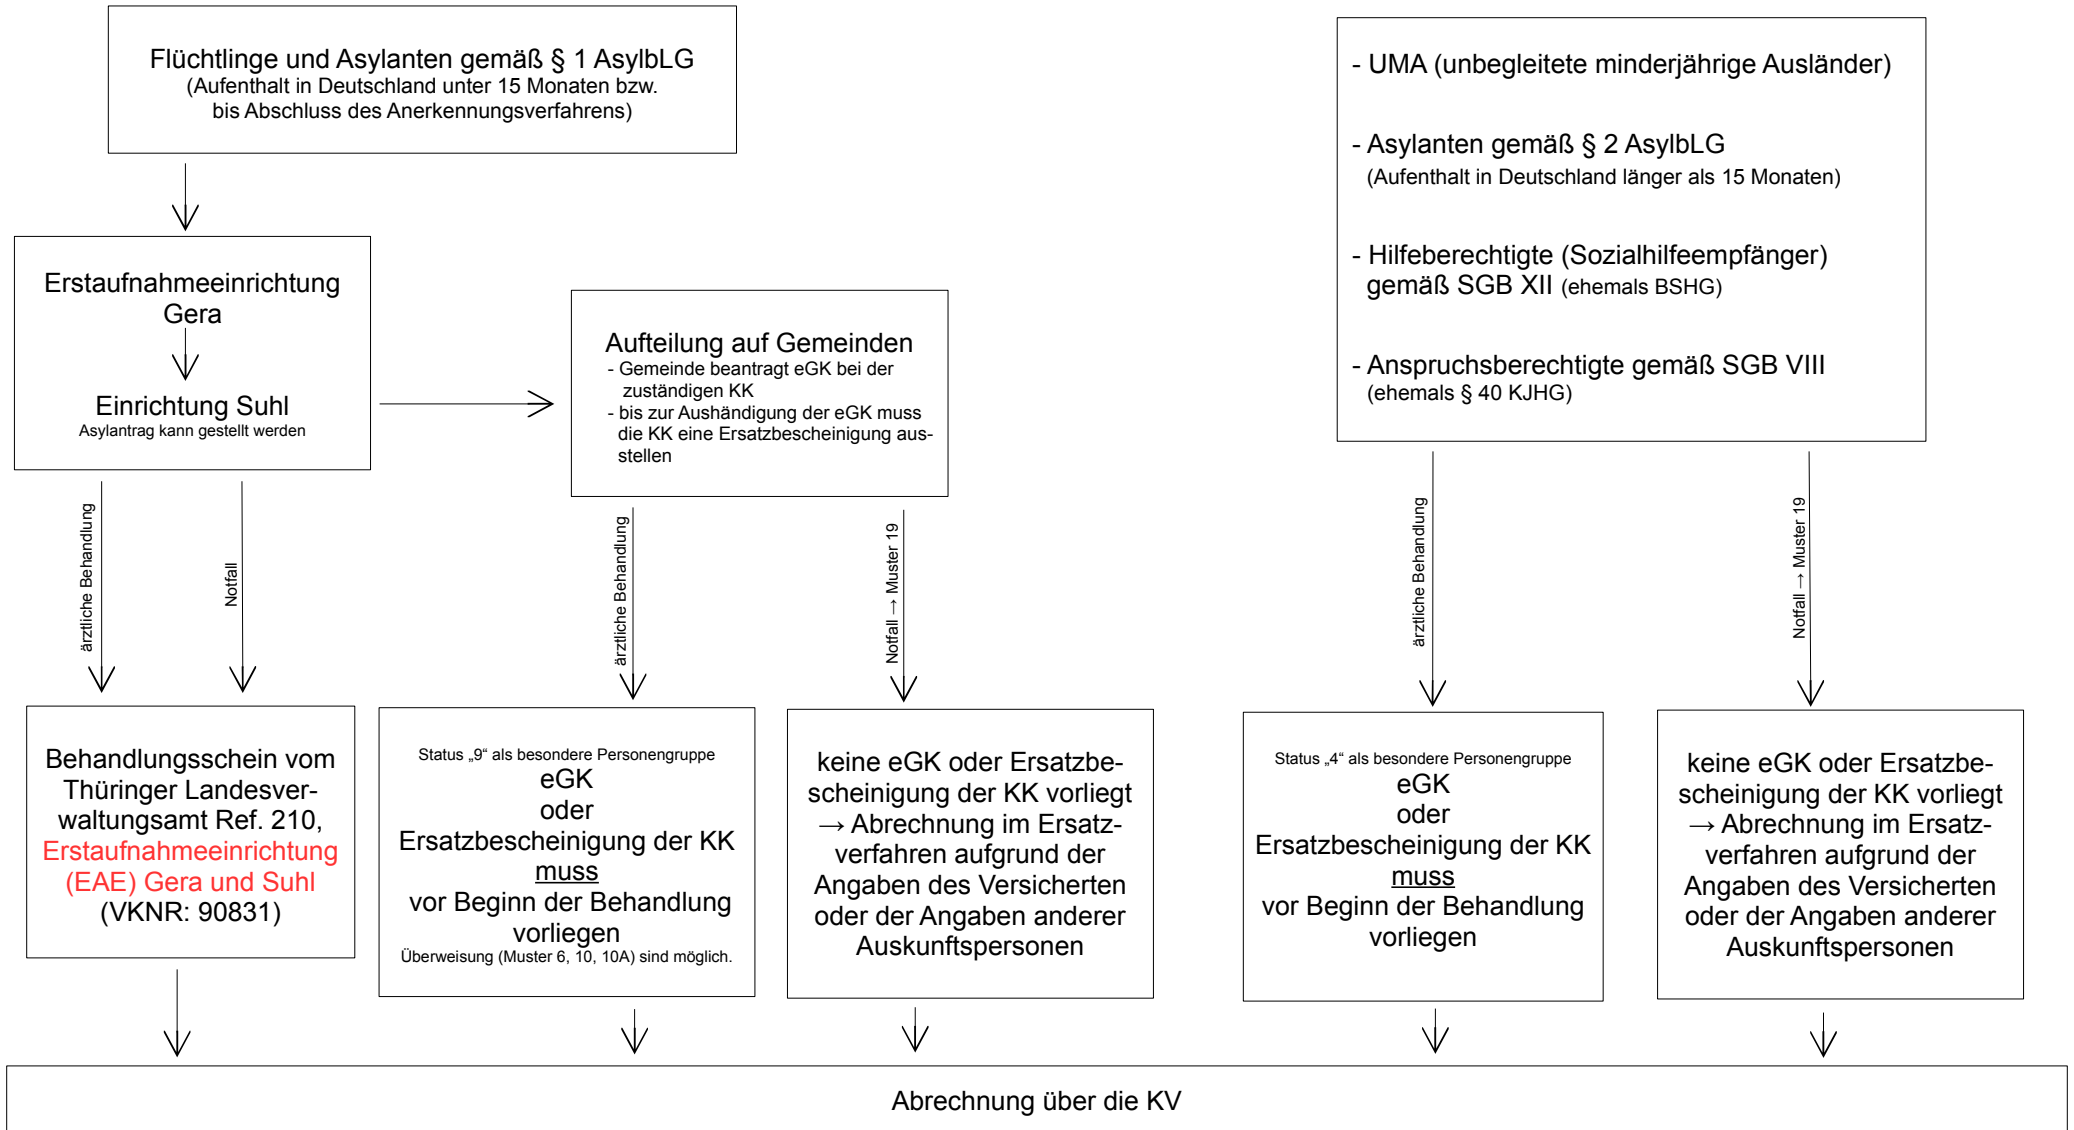 Flüchtlinge und Asylanten gemäß § 1 AsylbLG
(Aufenthalt in Deutschland unter 15 Monaten bzw.
bis Abschluss des Anerkennungsverfahrens)
- UMA (unbegleitete minderjährige Ausländer)
- Asylanten gemäß § 2 AsylbLG
(Aufenthalt in Deutschland länger als 15 Monaten)
- Hilfeberechtigte (Sozialhilfeempfänger)
gemäß SGB XII (ehemals BSHG)
- Anspruchsberechtigte gemäß SGB VIII
(ehemals § 40 KJHG)
Erstaufnahmeeinrichtung
Gera
Einrichtung Suhl
Asylantrag kann gestellt werden
Aufteilung auf Gemeinden
- Gemeinde beantragt eGK bei der
zuständigen KK
- bis zur Aushändigung der eGK muss
die KK eine Ersatzbescheinigung aus-
stellen
ärztliche Behandlung
Notfall
ärztliche Behandlung
Notfall → Muster 19
ärztliche Behandlung
Notfall → Muster 19
Behandlungsschein vom
Thüringer Landesver-
waltungsamt Ref. 210,
Erstaufnahmeeinrichtung
(EAE) Gera und Suhl
(VKNR: 90831)
Status „9“ als besondere Personengruppe
eGK
oder
Ersatzbescheinigung der KK
muss
vor Beginn der Behandlung
vorliegen
Überweisung (Muster 6, 10, 10A) sind möglich.
keine eGK oder Ersatzbe-
scheinigung der KK vorliegt
→ Abrechnung im Ersatz-
verfahren aufgrund der
Angaben des Versicherten
oder der Angaben anderer
Auskunftspersonen
Status „4“ als besondere Personengruppe
eGK
oder
Ersatzbescheinigung der KK
muss
vor Beginn der Behandlung
vorliegen
keine eGK oder Ersatzbe-
scheinigung der KK vorliegt
→ Abrechnung im Ersatz-
verfahren aufgrund der
Angaben des Versicherten
oder der Angaben anderer
Auskunftspersonen
Abrechnung über die KV